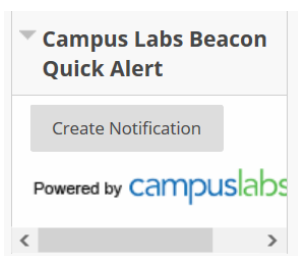 Campus Labs Beacon
Quick Alert
Create Notification
Powered by campuslabs